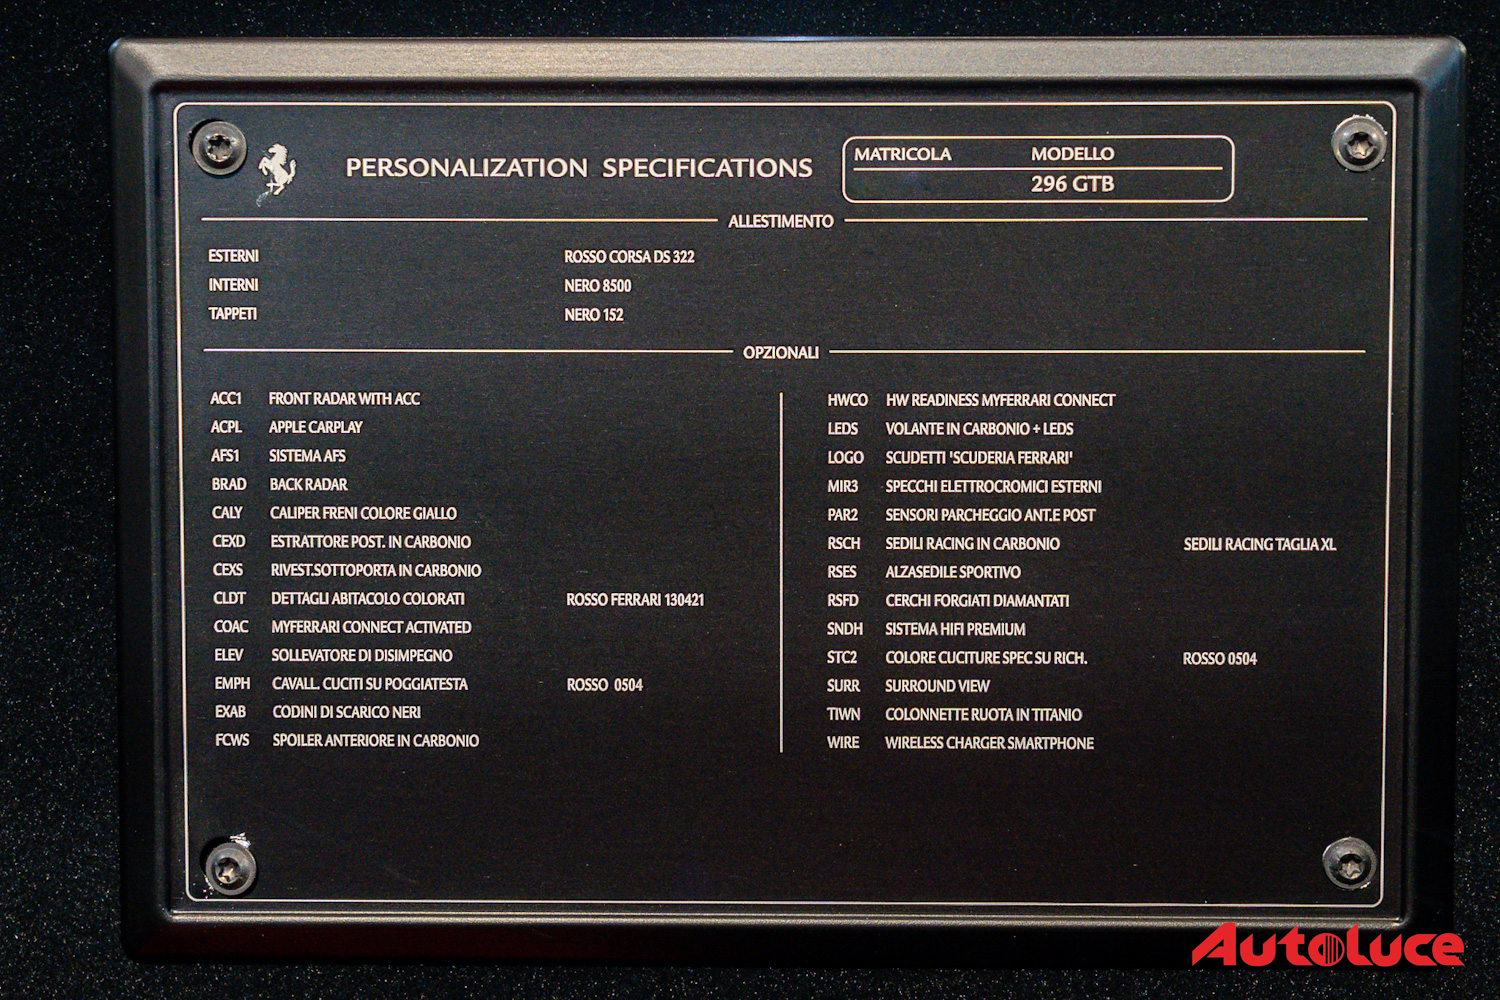 PERSONALIZATION SPECIFICATIONS
MATRICOLA MODELLO
296 GTB
ALLESTIMENTO
ESTERNI ROSSO CORSA DS 322
INTERNI NERO 8500
TAPPETI NERO 152
OPZIONALI
ACC1 FRONT RADAR WITH ACC
ACPL APPLE CARPLAY
AFS1 SISTEMA AFS
BRAD BACK RADAR
CALY CALIPER FRENI COLORE GIALLO
CEXD ESTRATTORE POST. IN CARBONIO
CEXS RIVEST.SOTTOPORTA IN CARBONIO
CLDT DETTAGLI ABITACOLO COLORATI ROSSO FERRARI 130421
COAC MYFERRARI CONNECT ACTIVATED
ELEV SOLLEVATORE DI DISIMPEGNO
EMPH CAVALL. CUCITI SU POGGIATESTA ROSSO 0504
EXAB CODINI DI SCARICO NERI
FCWS SPOILER ANTERIORE IN CARBONIO
HWCO HW READINESS MYFERRARI CONNECT
LEDS VOLANTE IN CARBONIO + LEDS
LOGO SCUDETTI 'SCUDERIA FERRARI'
MIR3 SPECCHI ELETTROCROMICI ESTERNI
PAR2 SENSORI PARCHEGGIO ANT.E POST
RSCH SEDILI RACING IN CARBONIO SEDILI RACING TAGLIA XL
RSES ALZASEDILE SPORTIVO
RSFD CERCHI FORGIATI DIAMANTATI
SNDH SISTEMA HIFI PREMIUM
STC2 COLORE CUCITURE SPEC SU RICH. ROSSO 0504
SURR SURROUND VIEW
TIWN COLONNETTE RUOTA IN TITANIO
WIRE WIRELESS CHARGER SMARTPHONE
Autoluce